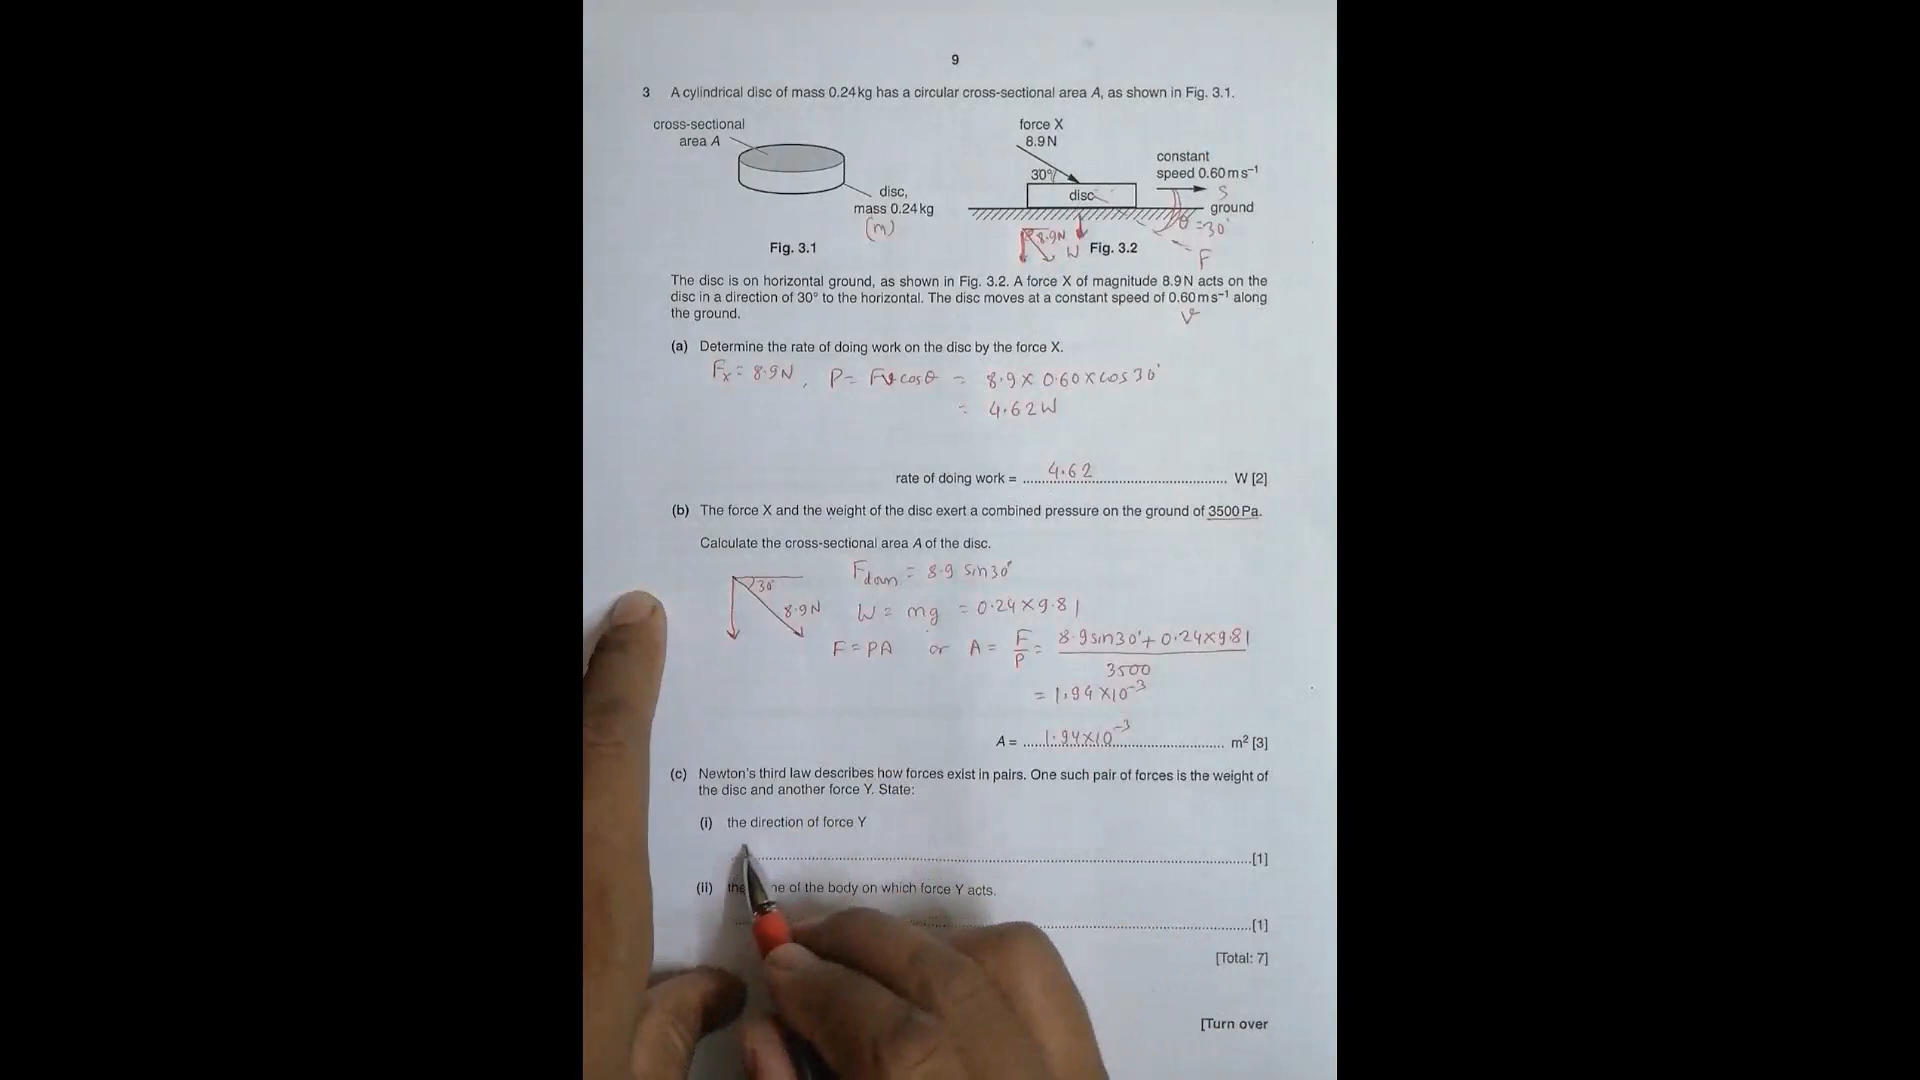 9
3 A cylindrical disc of mass 0.24 kg has a circular cross-sectional area A, as shown in Fig. 3.1.
cross-sectional
area A
disc,
mass 0.24 kg
(m)
Fig. 3.1
force X
8.9 N
30°
disc
constant
speed 0.60 m s⁻¹
S
ground
θ = 30°
8.9N
W
F
Fig. 3.2
The disc is on horizontal ground, as shown in Fig. 3.2. A force X of magnitude 8.9 N acts on the
disc in a direction of 30° to the horizontal. The disc moves at a constant speed of 0.60 m s⁻¹ along
the ground.
v
(a) Determine the rate of doing work on the disc by the force X.
Fx = 8.9N, P = Fv cosθ = 8.9 × 0.60 × cos 30°
= 4.62 W
rate of doing work = 4.62 W [2]
(b) The force X and the weight of the disc exert a combined pressure on the ground of 3500 Pa.
Calculate the cross-sectional area A of the disc.
30°
8.9N
Fdown = 8.9 sin30°
W = mg = 0.24 × 9.81
F = PA or A = F/P = 8.9 sin30° + 0.24 × 9.81 / 3500
= 1.94 × 10⁻³
A = 1.94 × 10⁻³ m² [3]
(c) Newton's third law describes how forces exist in pairs. One such pair of forces is the weight of
the disc and another force Y. State:
(i) the direction of force Y
[1]
(ii) the of the body on which force Y acts.
[1]
[Total: 7]
[Turn over